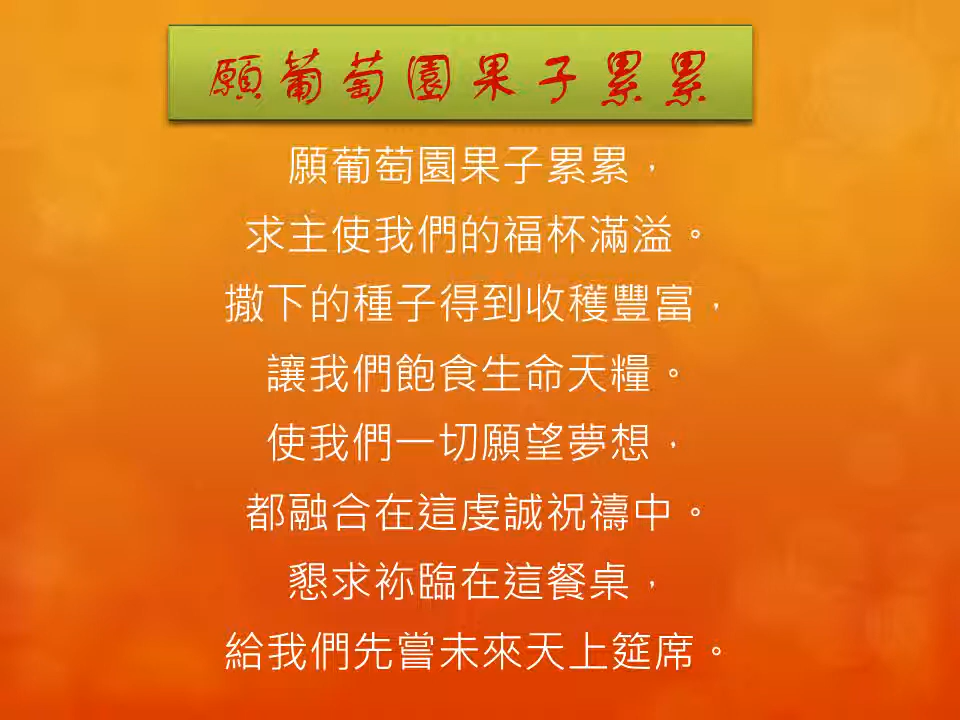 願葡萄園果子累累
願葡萄園果子累累，
求主使我們的福杯滿溢。
撒下的種子得到收穫豐富，
讓我們飽食生命天糧。
使我們一切願望夢想，
都融合在這虔誠祝禱中。
懇求祢臨在這餐桌，
給我們先嘗未來天上筵席。